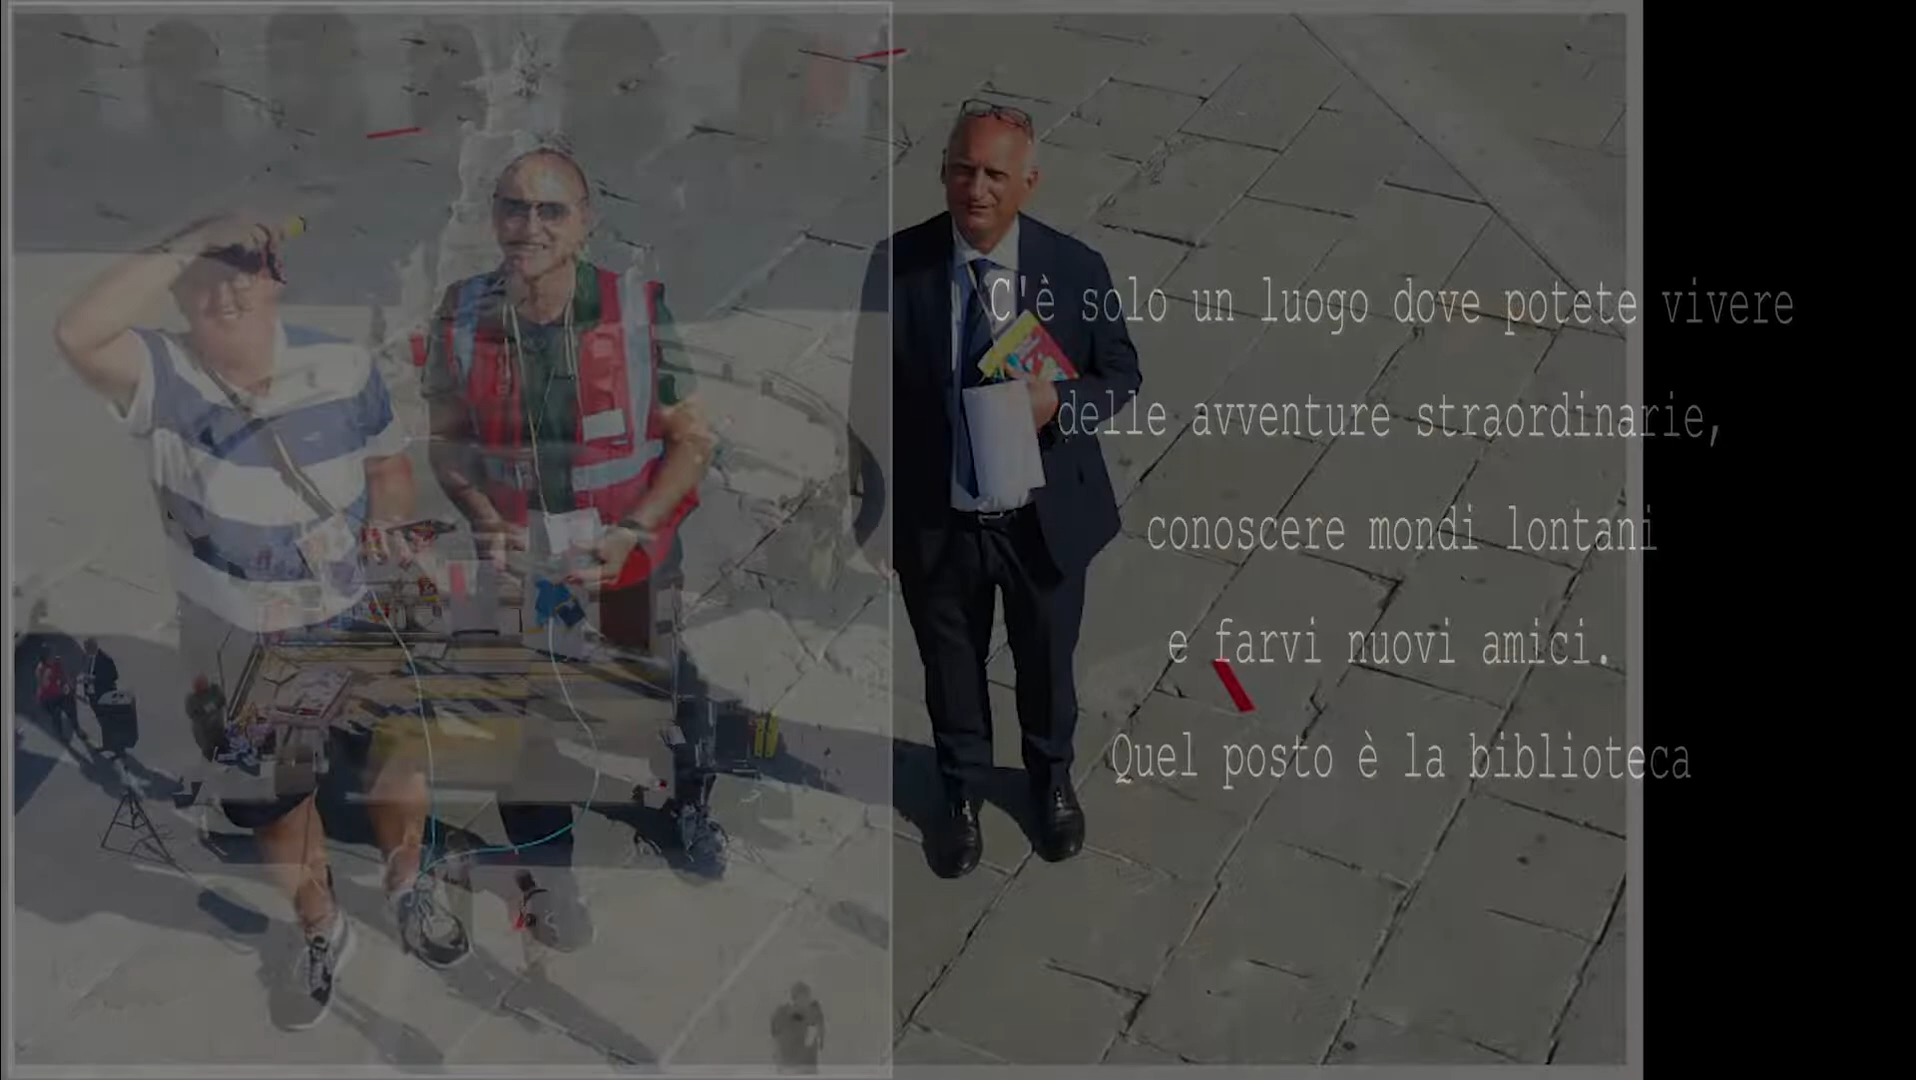 C'è solo un luogo dove potete vivere
delle avventure straordinarie,
conoscere mondi lontani
e farvi nuovi amici.
Quel posto è la biblioteca